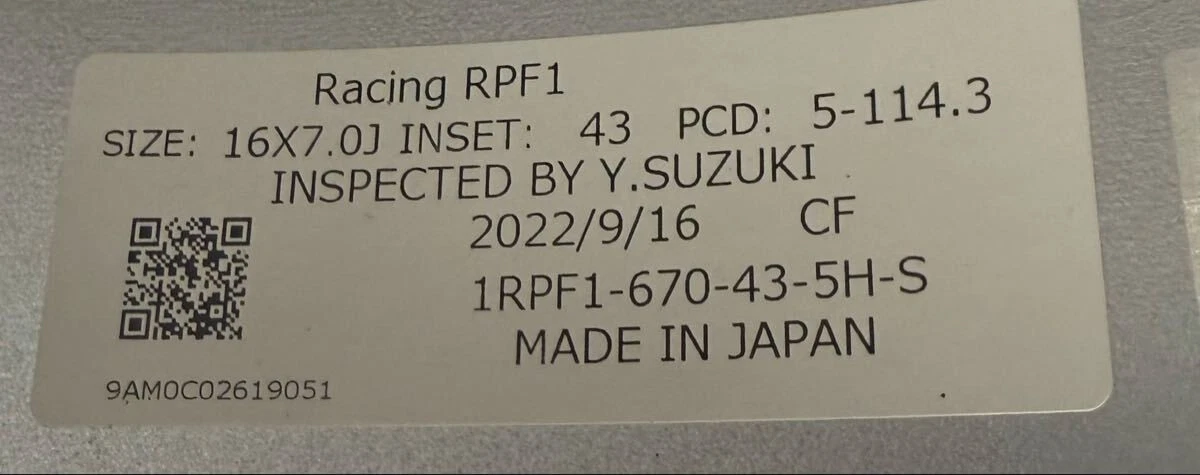 Racing RPF1
SIZE: 16X7.0J INSET: 43 PCD: 5-114.3
INSPECTED BY Y.SUZUKI
2022/9/16 CF
1RPF1-670-43-5H-S
MADE IN JAPAN
9AM0C02619051